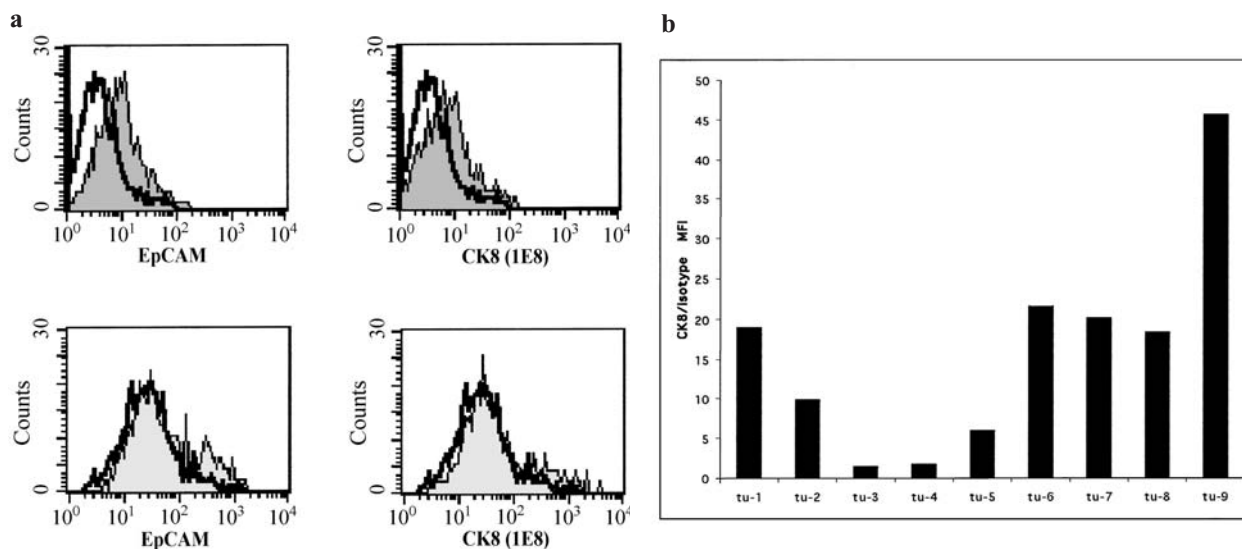 a
30
Counts
0
10^0 10^1 10^2 10^3 10^4
EpCAM
30
Counts
0
10^0 10^1 10^2 10^3 10^4
CK8 (1E8)
30
Counts
0
10^0 10^1 10^2 10^3 10^4
EpCAM
30
Counts
0
10^0 10^1 10^2 10^3 10^4
CK8 (1E8)
b
CK8/isotype MFI
50
45
40
35
30
25
20
15
10
5
0
tu-1 tu-2 tu-3 tu-4 tu-5 tu-6 tu-7 tu-8 tu-9